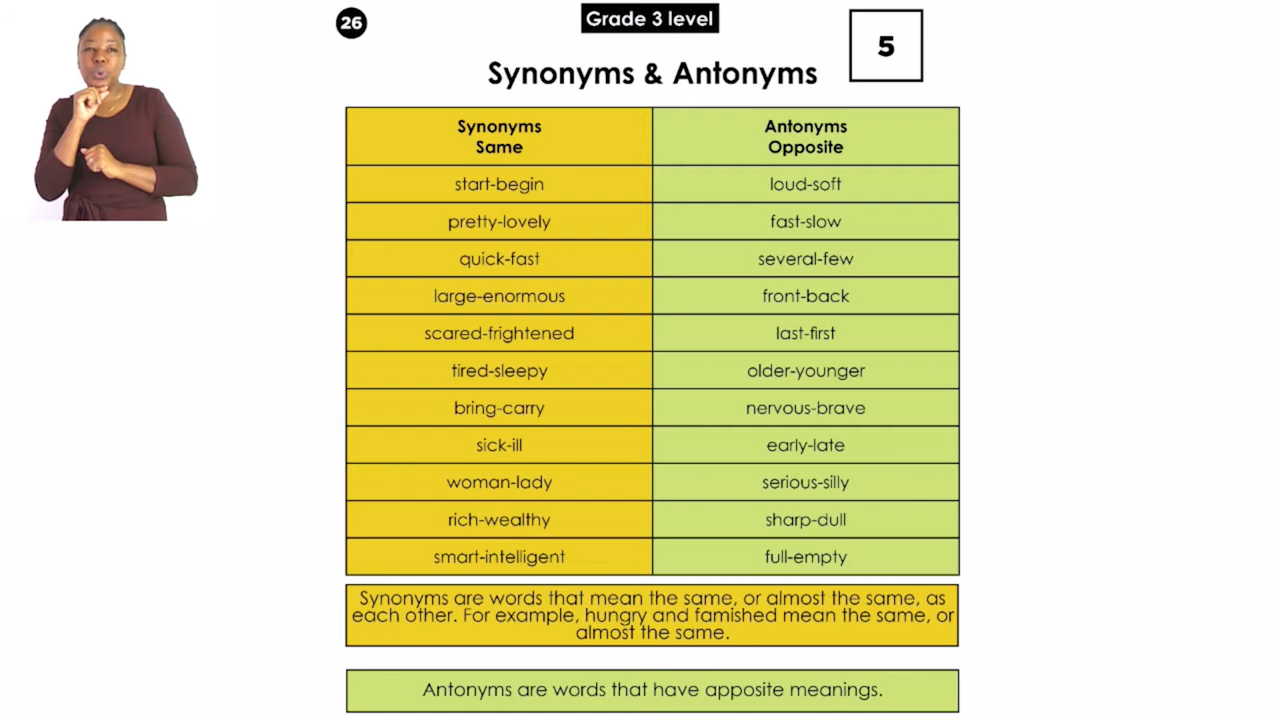 26
Grade 3 level
5
Synonyms & Antonyms
Synonyms
Same
Antonyms
Opposite
start-begin
loud-soft
pretty-lovely
fast-slow
quick-fast
several-few
large-enormous
front-back
scared-frightened
last-first
tired-sleepy
older-younger
bring-carry
nervous-brave
sick-ill
early-late
woman-lady
serious-silly
rich-wealthy
sharp-dull
smart-intelligent
full-empty
Synonyms are words that mean the same, or almost the same, as
each other. For example, hungry and famished mean the same, or
almost the same.
Antonyms are words that have apposite meanings.